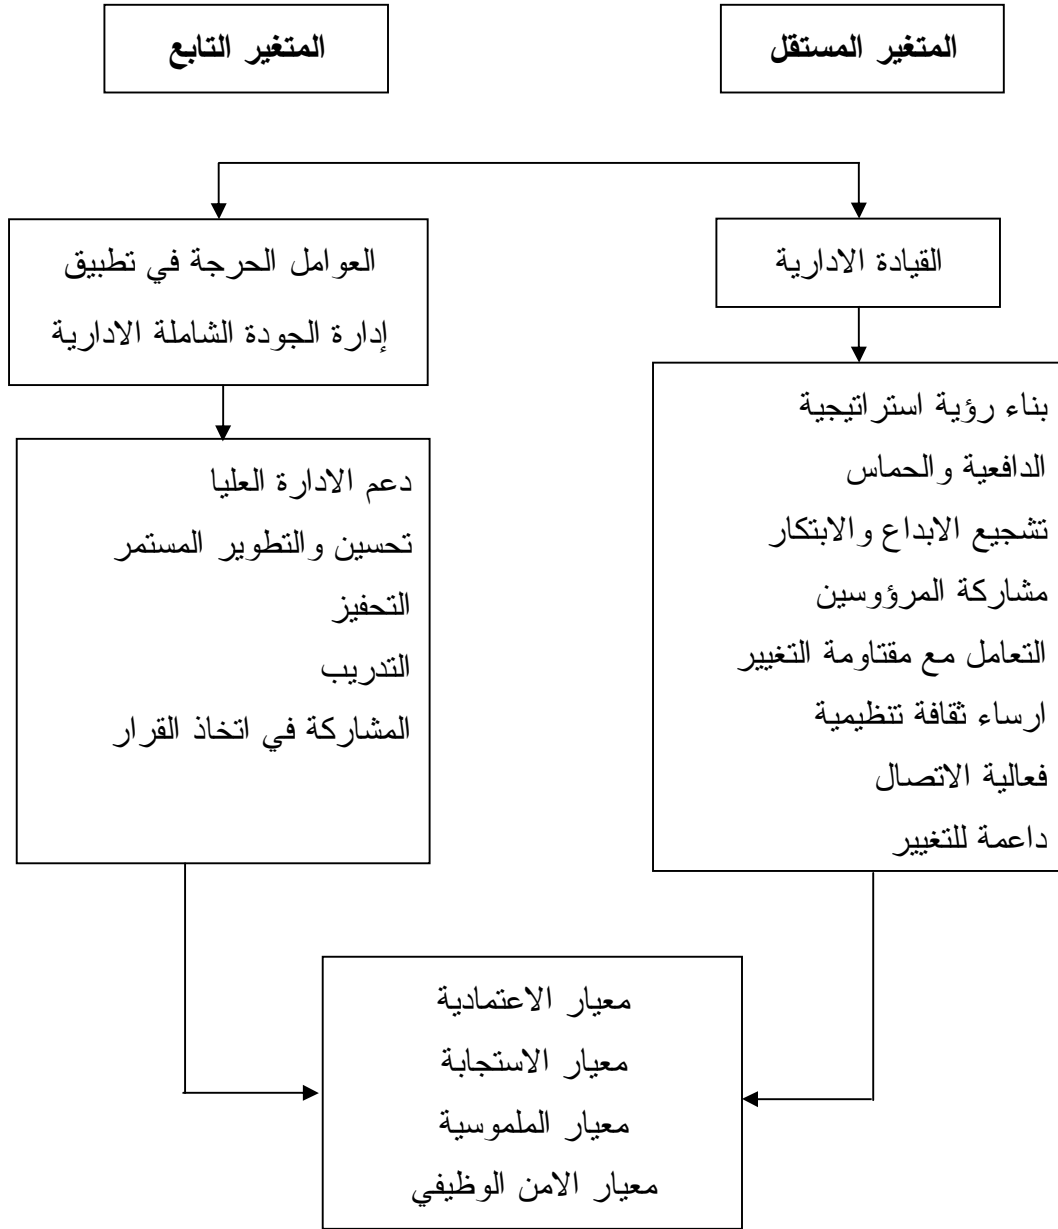 المتغير المستقل
المتغير التابع
القيادة الادارية
العوامل الحرجة في تطبيق
إدارة الجودة الشاملة الادارية
بناء رؤية استراتيجية
الدافعية والحماس
تشجيع الابداع والابتكار
مشاركة المرؤوسين
التعامل مع مقتاومة التغيير
ارساء ثقافة تنظيمية
فعالية الاتصال
داعمة للتغيير
دعم الادارة العليا
تحسين والتطوير المستمر
التحفيز
التدريب
المشاركة في اتخاذ القرار
معيار الاعتمادية
معيار الاستجابة
معيار الملموسية
معيار الامن الوظيفي